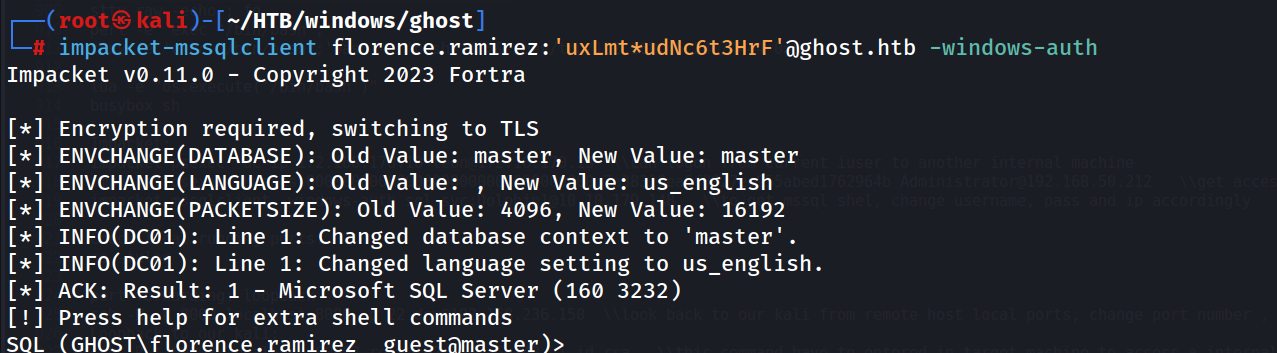 ┌──(root㉿kali)-[~/HTB/windows/ghost]
└─# impacket-mssqlclient florence.ramirez:'uxLmt*udNc6t3HrF'@ghost.htb -windows-auth
Impacket v0.11.0 - Copyright 2023 Fortra
busybox sh
[*] Encryption required, switching to TLS
[*] ENVCHANGE(DATABASE): Old Value: master, New Value: master
[*] ENVCHANGE(LANGUAGE): Old Value: , New Value: us_english
[*] ENVCHANGE(PACKETSIZE): Old Value: 4096, New Value: 16192
[*] INFO(DC01): Line 1: Changed database context to 'master'.
[*] INFO(DC01): Line 1: Changed language setting to us_english.
[*] ACK: Result: 1 - Microsoft SQL Server (160 3232)
[!] Press help for extra shell commands
SQL (GHOST\florence.ramirez  guest@master)>